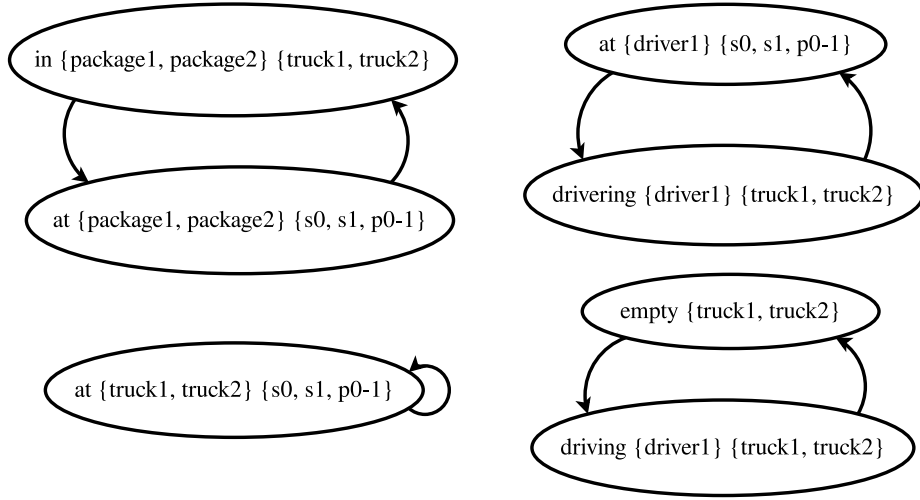 in {package1, package2} {truck1, truck2}
at {package1, package2} {s0, s1, p0-1}
at {truck1, truck2} {s0, s1, p0-1}
at {driver1} {s0, s1, p0-1}
drivering {driver1} {truck1, truck2}
empty {truck1, truck2}
driving {driver1} {truck1, truck2}